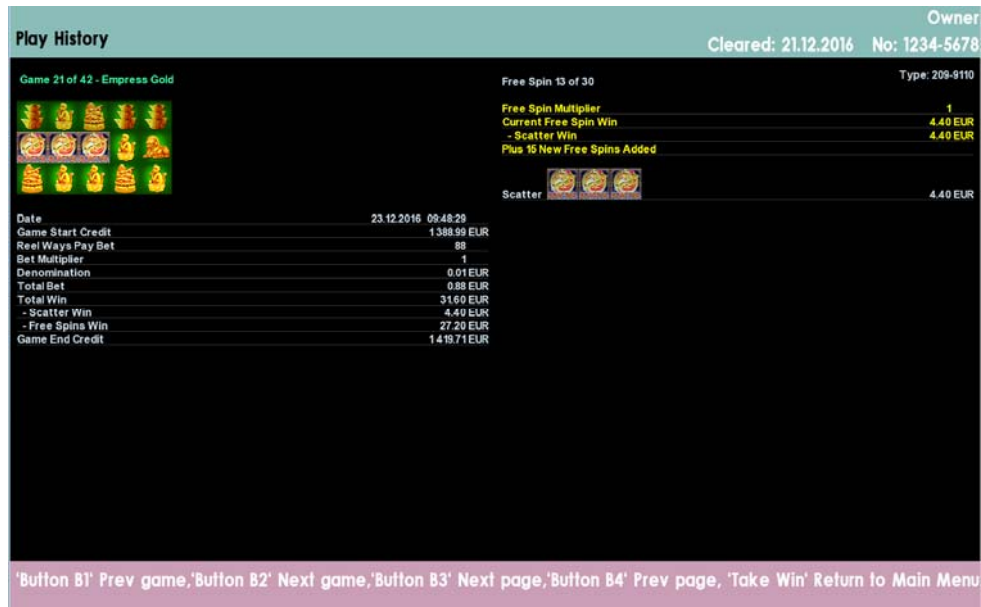 Owner
Play History
Cleared: 21.12.2016 No: 1234-5678
Game 21 of 42 - Empress Gold
Free Spin 13 of 30
Type: 209-9110
Free Spin Multiplier 1
Current Free Spin Win 4.40 EUR
- Scatter Win 4.40 EUR
Plus 15 New Free Spins Added
Scatter 4.40 EUR
Date 23.12.2016 09:48:29
Game Start Credit 1388.99 EUR
Reel Ways Pay Bet 88
Bet Multiplier 1
Denomination 0.01 EUR
Total Bet 0.88 EUR
Total Win 31.60 EUR
- Scatter Win 4.40 EUR
- Free Spins Win 27.20 EUR
Game End Credit 1419.71 EUR
'Button B1' Prev game,'Button B2' Next game,'Button B3' Next page,'Button B4' Prev page, 'Take Win' Return to Main Menu